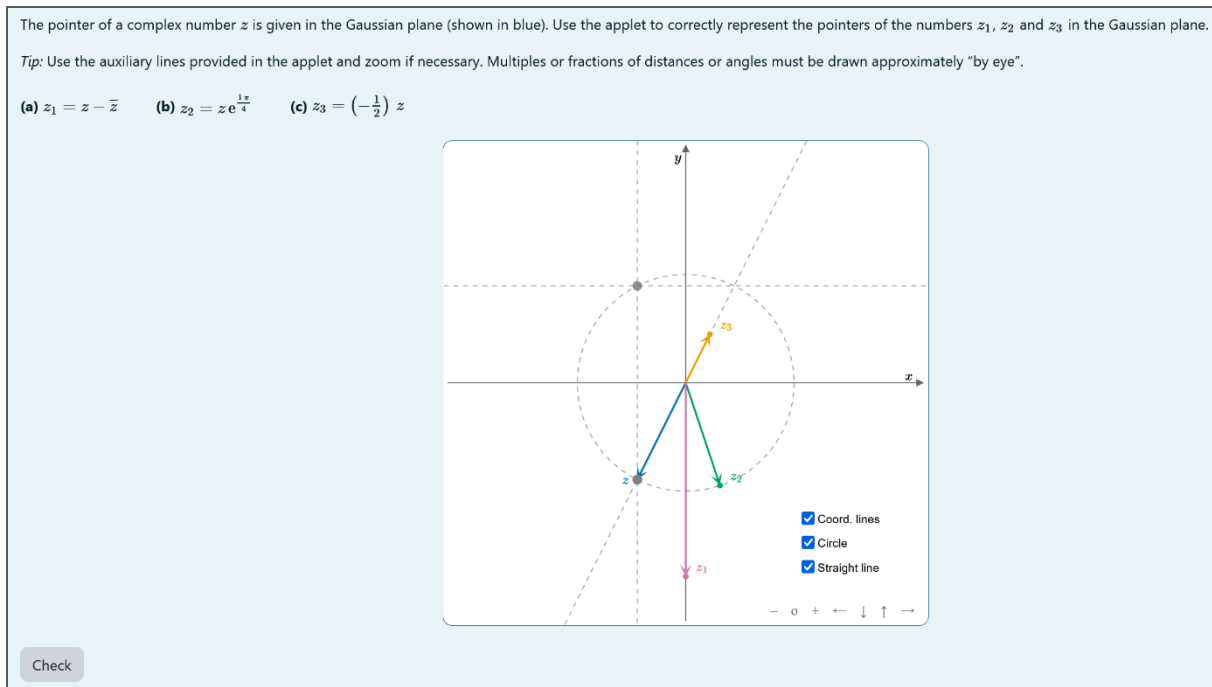 The pointer of a complex number z is given in the Gaussian plane (shown in blue). Use the applet to correctly represent the pointers of the numbers z₁, z₂ and z₃ in the Gaussian plane.
Tip: Use the auxiliary lines provided in the applet and zoom if necessary. Multiples or fractions of distances or angles must be drawn approximately “by eye”.
(a) z₁ = z − z̅ (b) z₂ = z e^(iπ/4) (c) z₃ = (−1/2) z
y
z₃
x
z z₂
Coord. lines
Circle
z₁ Straight line
− o + ← ↓ ↑ →
Check